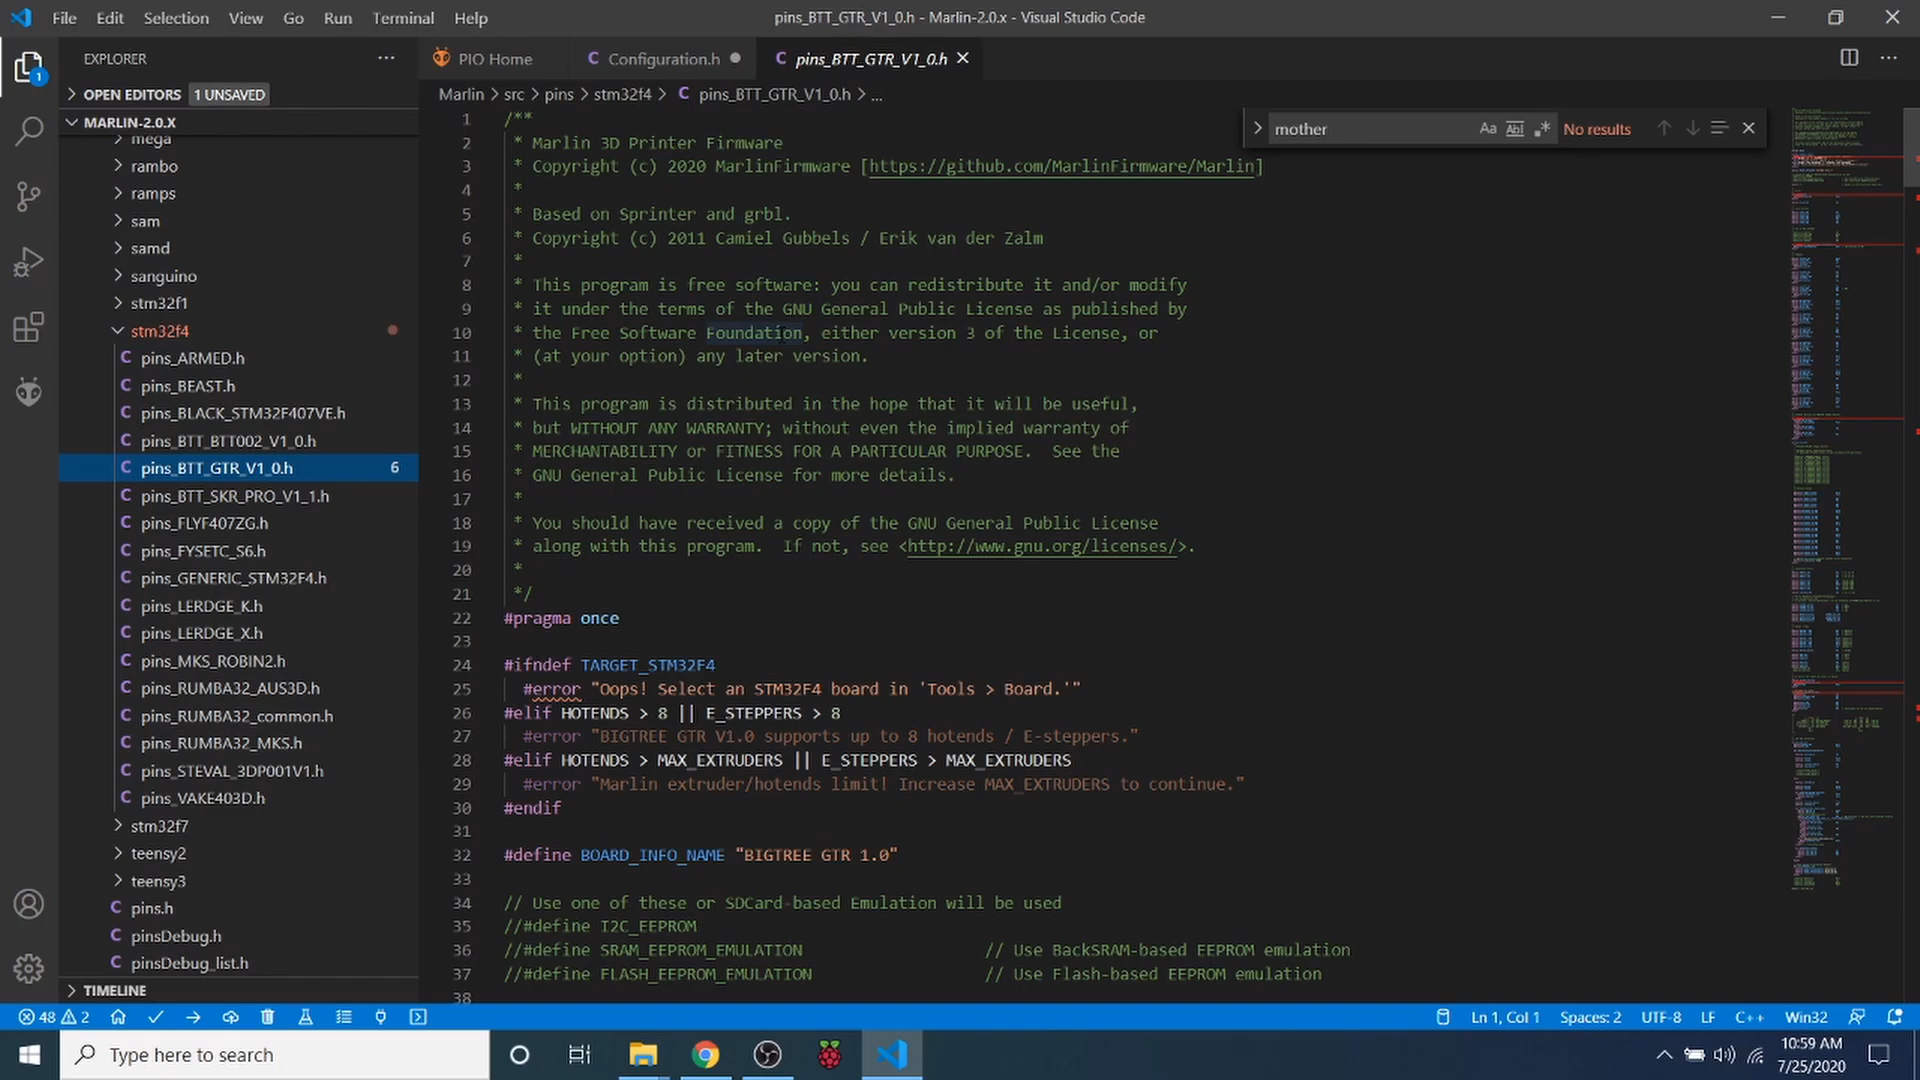 File Edit Selection View Go Run Terminal Help
pins_BTT_GTR_V1_0.h - Marlin-2.0.x - Visual Studio Code
EXPLORER
OPEN EDITORS 1 UNSAVED
MARLIN-2.0.X
mega
rambo
ramps
sam
samd
sanguino
stm32f1
stm32f4
C pins_ARMED.h
C pins_BEAST.h
C pins_BLACK_STM32F407VE.h
C pins_BTT_BTT002_V1_0.h
C pins_BTT_GTR_V1_0.h 6
C pins_BTT_SKR_PRO_V1_1.h
C pins_FLYF407ZG.h
C pins_FYSETC_S6.h
C pins_GENERIC_STM32F4.h
C pins_LERDGE_K.h
C pins_LERDGE_X.h
C pins_MKS_ROBIN2.h
C pins_RUMBA32_AUS3D.h
C pins_RUMBA32_common.h
C pins_RUMBA32_MKS.h
C pins_STEVAL_3DP001V1.h
C pins_VAKE403D.h
stm32f7
teensy2
teensy3
C pins.h
C pinsDebug.h
C pinsDebug_list.h
TIMELINE
1
PIO Home
C Configuration.h
C pins_BTT_GTR_V1_0.h
Marlin > src > pins > stm32f4 > C pins_BTT_GTR_V1_0.h > ...
mother Aa Abl .* No results
1 /**
2 * Marlin 3D Printer Firmware
3 * Copyright (c) 2020 MarlinFirmware [https://github.com/MarlinFirmware/Marlin]
4 *
5 * Based on Sprinter and grbl.
6 * Copyright (c) 2011 Camiel Gubbels / Erik van der Zalm
7 *
8 * This program is free software: you can redistribute it and/or modify
9 * it under the terms of the GNU General Public License as published by
10 * the Free Software Foundation, either version 3 of the License, or
11 * (at your option) any later version.
12 *
13 * This program is distributed in the hope that it will be useful,
14 * but WITHOUT ANY WARRANTY; without even the implied warranty of
15 * MERCHANTABILITY or FITNESS FOR A PARTICULAR PURPOSE.  See the
16 * GNU General Public License for more details.
17 *
18 * You should have received a copy of the GNU General Public License
19 * along with this program.  If not, see <http://www.gnu.org/licenses/>.
20 *
21 */
22 #pragma once
23
24 #ifndef TARGET_STM32F4
25 #error "Oops! Select an STM32F4 board in 'Tools > Board.'"
26 #elif HOTENDS > 8 || E_STEPPERS > 8
27 #error "BIGTREE GTR V1.0 supports up to 8 hotends / E-steppers."
28 #elif HOTENDS > MAX_EXTRUDERS || E_STEPPERS > MAX_EXTRUDERS
29 #error "Marlin extruder/hotends limit! Increase MAX_EXTRUDERS to continue."
30 #endif
31
32 #define BOARD_INFO_NAME "BIGTREE GTR 1.0"
33
34 // Use one of these or SDCard-based Emulation will be used
35 //#define I2C_EEPROM
36 //#define SRAM_EEPROM_EMULATION // Use BackSRAM-based EEPROM emulation
37 //#define FLASH_EEPROM_EMULATION // Use Flash-based EEPROM emulation
38
48 2
Ln 1, Col 1 Spaces: 2 UTF-8 LF C++ Win32
Type here to search
10:59 AM
7/25/2020